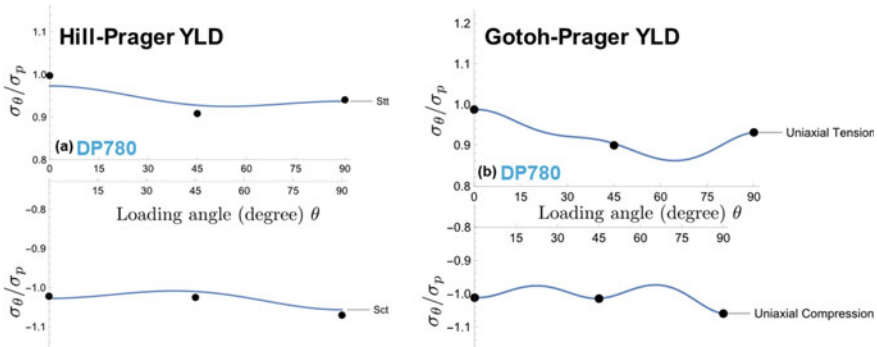 Hill-Prager YLD
1.1
1.0
0.9
0.8
σθ/σp
Stt
(a) DP780
0 15 30 45 60 75 90
15 30 45 60 75 90
Loading angle (degree) θ
-0.8
-0.9
-1.0
-1.1
σθ/σp
Sct
Gotoh-Prager YLD
1.2
1.1
1.0
0.9
0.8
σθ/σp
Uniaxial Tension
(b) DP780
0 15 30 45 60 75 90
Loading angle (degree) θ
15 30 45 60 75 90
-0.8
-0.9
-1.0
-1.1
σθ/σp
Uniaxial Compression